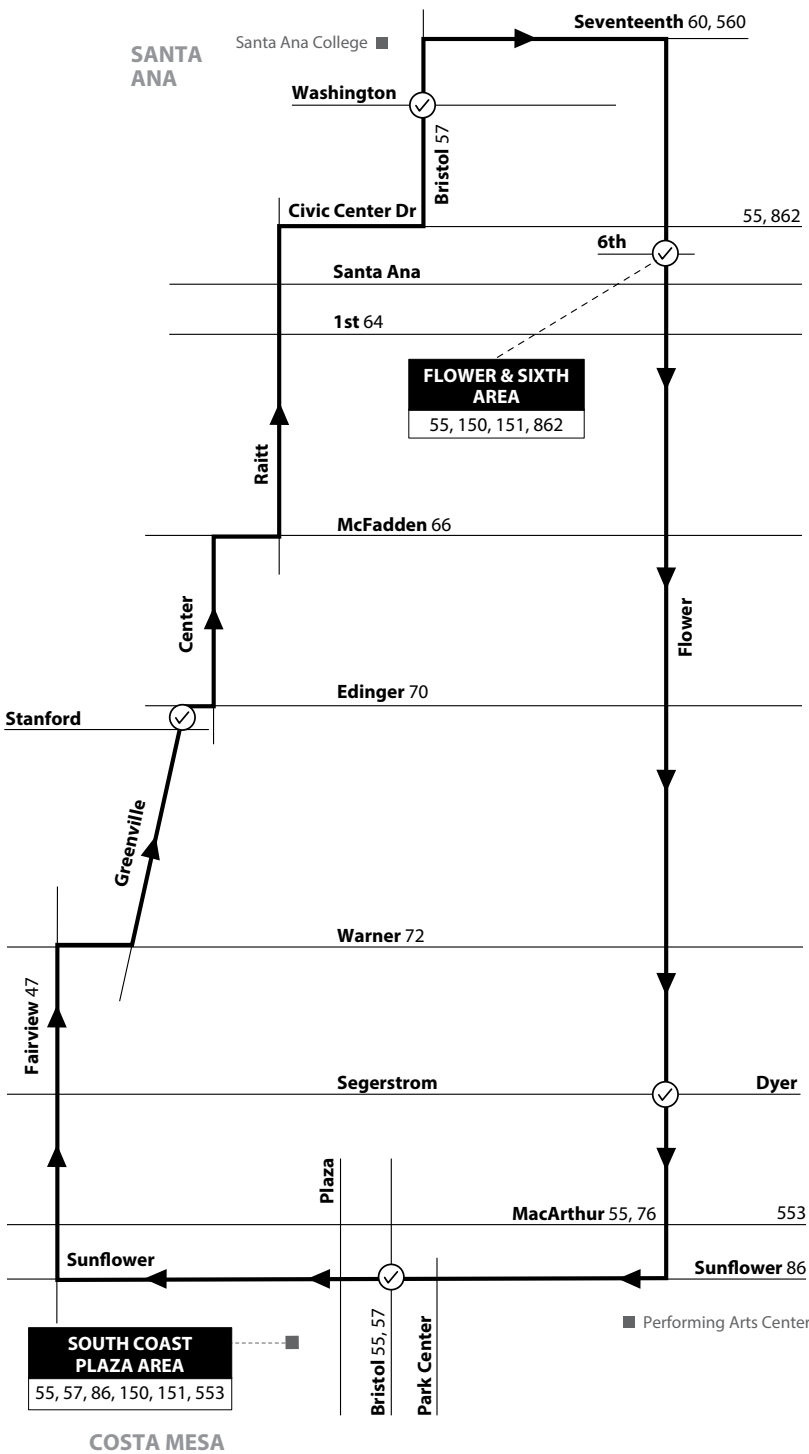 Seventeenth 60, 560
Santa Ana College
SANTA
ANA
Washington
Bristol 57
Civic Center Dr
55, 862
6th
Santa Ana
1st 64
FLOWER & SIXTH
AREA
55, 150, 151, 862
Raitt
McFadden 66
Center
Flower
Edinger 70
Stanford
Greenville
Warner 72
Fairview 47
Segerstrom
Dyer
Plaza
MacArthur 55, 76
553
Sunflower
Sunflower 86
Performing Arts Center
SOUTH COAST
PLAZA AREA
55, 57, 86, 150, 151, 553
Bristol 55, 57
Park Center
COSTA MESA